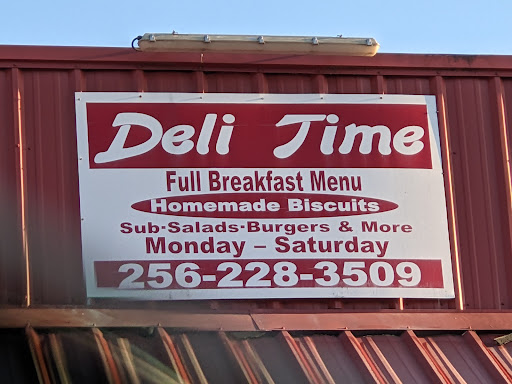 Deli Time
Full Breakfast Menu
Homemade Biscuits
Sub·Salads·Burgers & More
Monday – Saturday
256-228-3509